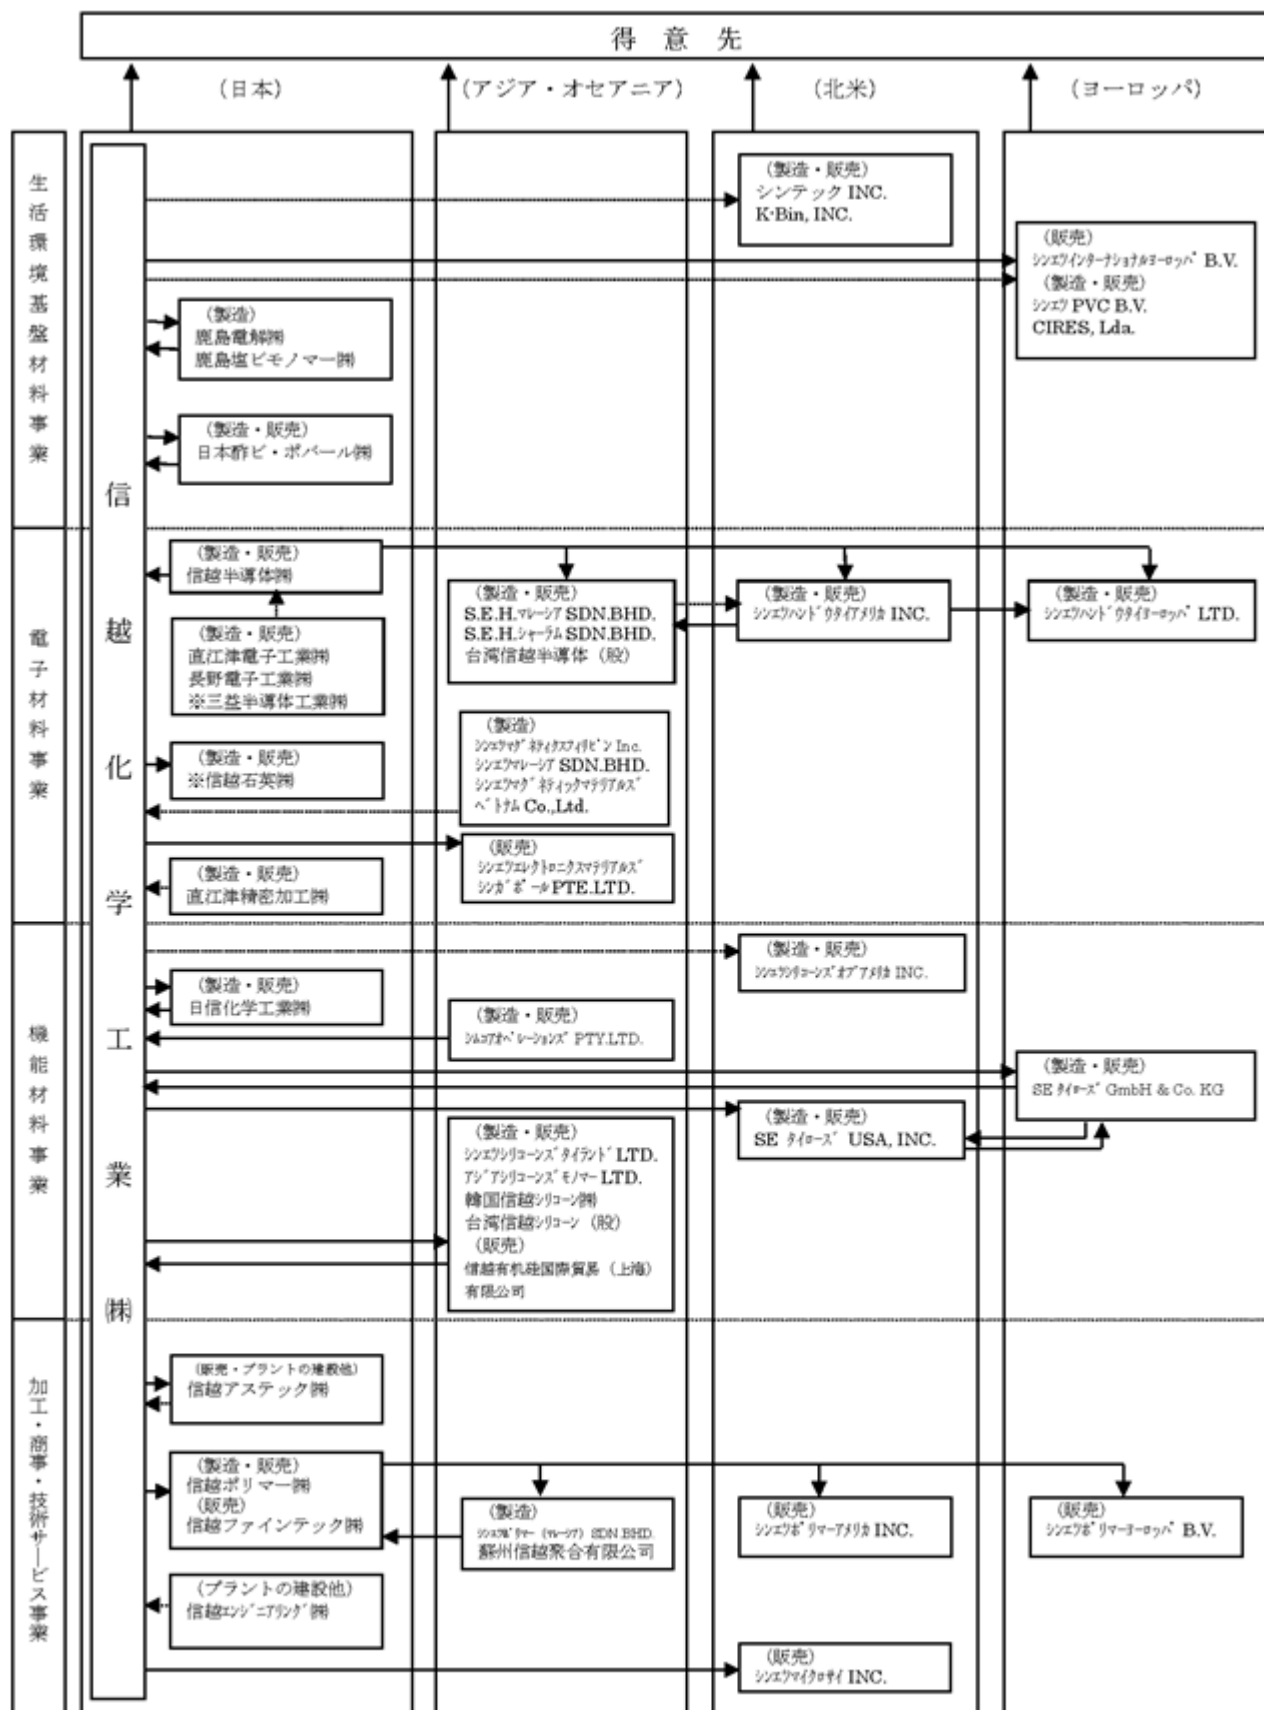 得 意 先
（日本）
（アジア・オセアニア）
（北米）
（ヨーロッパ）
生活環境基盤材料事業
電子材料事業
機能材料事業
加工・商事・技術サービス事業
信越化学工業㈱
（製造・販売）
シンテック INC.
K･Bin, INC.
（販売）
ｼﾝｴﾂｲﾝﾀｰﾅｼｮﾅﾙﾖｰﾛｯﾊﾟ B.V.
（製造・販売）
ｼﾝｴﾂ PVC B.V.
CIRES, Lda.
（製造）
鹿島電解㈱
鹿島塩ビモノマー㈱
（製造・販売）
日本酢ビ・ポバール㈱
（製造・販売）
信越半導体㈱
（製造・販売）
S.E.H.ﾏﾚｰｼｱ SDN.BHD.
S.E.H.ｼｬｰﾗﾑ SDN.BHD.
台湾信越半導体（股）
（製造・販売）
ｼﾝｴﾂﾊﾝﾄﾞｳﾀｲｱﾒﾘｶ INC.
（製造・販売）
ｼﾝｴﾂﾊﾝﾄﾞｳﾀｲﾖｰﾛｯﾊﾟ LTD.
（製造・販売）
直江津電子工業㈱
長野電子工業㈱
※三益半導体工業㈱
（製造）
ｼﾝｴﾂﾏｸﾞﾈﾃｨｸｽﾌｨﾘﾋﾟﾝ Inc.
ｼﾝｴﾂﾏﾚｰｼｱ SDN.BHD.
ｼﾝｴﾂﾏｸﾞﾈﾃｨｯｸﾏﾃﾘｱﾙｽﾞ
ﾍﾞﾄﾅﾑ Co.,Ltd.
（製造・販売）
※信越石英㈱
（販売）
ｼﾝｴﾂｴﾚｸﾄﾛﾆｸｽﾏﾃﾘｱﾙｽﾞ
ｼﾝｶﾞﾎﾟｰﾙ PTE.LTD.
（製造・販売）
直江津精密加工㈱
（製造・販売）
ｼﾝｴﾂｼﾘｺｰﾝｽﾞｵﾌﾞｱﾒﾘｶ INC.
（製造・販売）
日信化学工業㈱
（製造・販売）
ｼﾑｺｱｵﾍﾟﾚｰｼｮﾝｽﾞ PTY.LTD.
（製造・販売）
SE ﾀｲﾛｰｽﾞ GmbH & Co. KG
（製造・販売）
SE ﾀｲﾛｰｽﾞ USA, INC.
（製造・販売）
ｼﾝｴﾂｼﾘｺｰﾝｽﾞﾀｲﾗﾝﾄﾞ LTD.
ｱｼﾞｱｼﾘｺｰﾝｽﾞﾓﾉﾏｰ LTD.
韓国信越ｼﾘｺｰﾝ㈱
台湾信越ｼﾘｺｰﾝ（股）
（販売）
信越有机硅国際貿易（上海）
有限公司
（販売・プラントの建設他）
信越アステック㈱
（製造・販売）
信越ポリマー㈱
（販売）
信越ファインテック㈱
（製造）
ｼﾝｴﾂﾎﾟﾘﾏｰ（ﾏﾚｰｼｱ）SDN.BHD.
蘇州信越聚合有限公司
（販売）
ｼﾝｴﾂﾎﾟﾘﾏｰｱﾒﾘｶ INC.
（販売）
ｼﾝｴﾂﾎﾟﾘﾏｰﾖｰﾛｯﾊﾟ B.V.
（プラントの建設他）
信越ｴﾝｼﾞﾆｱﾘﾝｸﾞ㈱
（販売）
ｼﾝｴﾂﾏｲｸﾛｻｲ INC.